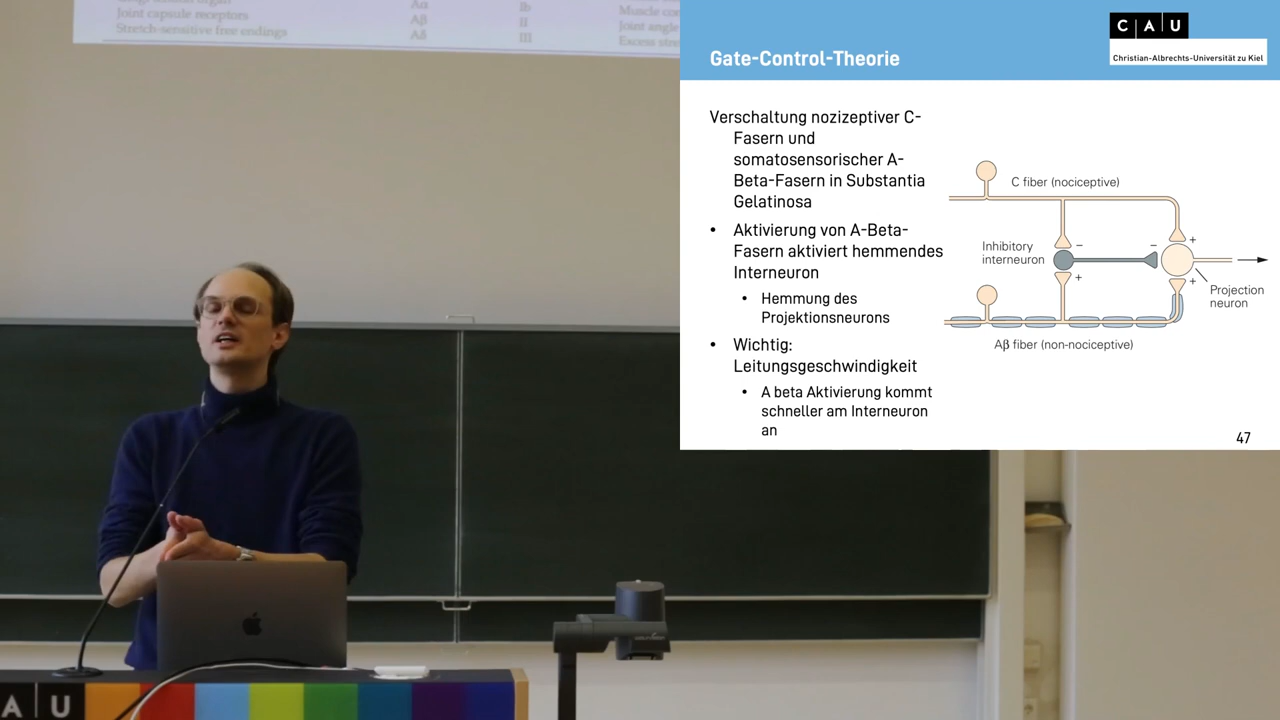 Joint capsule receptors Aβ II Joint angle
Stretch-sensitive free endings Aδ III Excess stre
Aα Ib Muscle
C A U
Christian-Albrechts-Universität zu Kiel
Gate-Control-Theorie
Verschaltung nozizeptiver C-
Fasern und
somatosensorischer A-
Beta-Fasern in Substantia
Gelatinosa
• Aktivierung von A-Beta-
Fasern aktiviert hemmendes
Interneuron
• Hemmung des
Projektionsneurons
• Wichtig:
Leitungsgeschwindigkeit
• A beta Aktivierung kommt
schneller am Interneuron
an
C fiber (nociceptive)
− − +
Inhibitory
interneuron
+ +
Projection
neuron
Aβ fiber (non-nociceptive)
47
A U